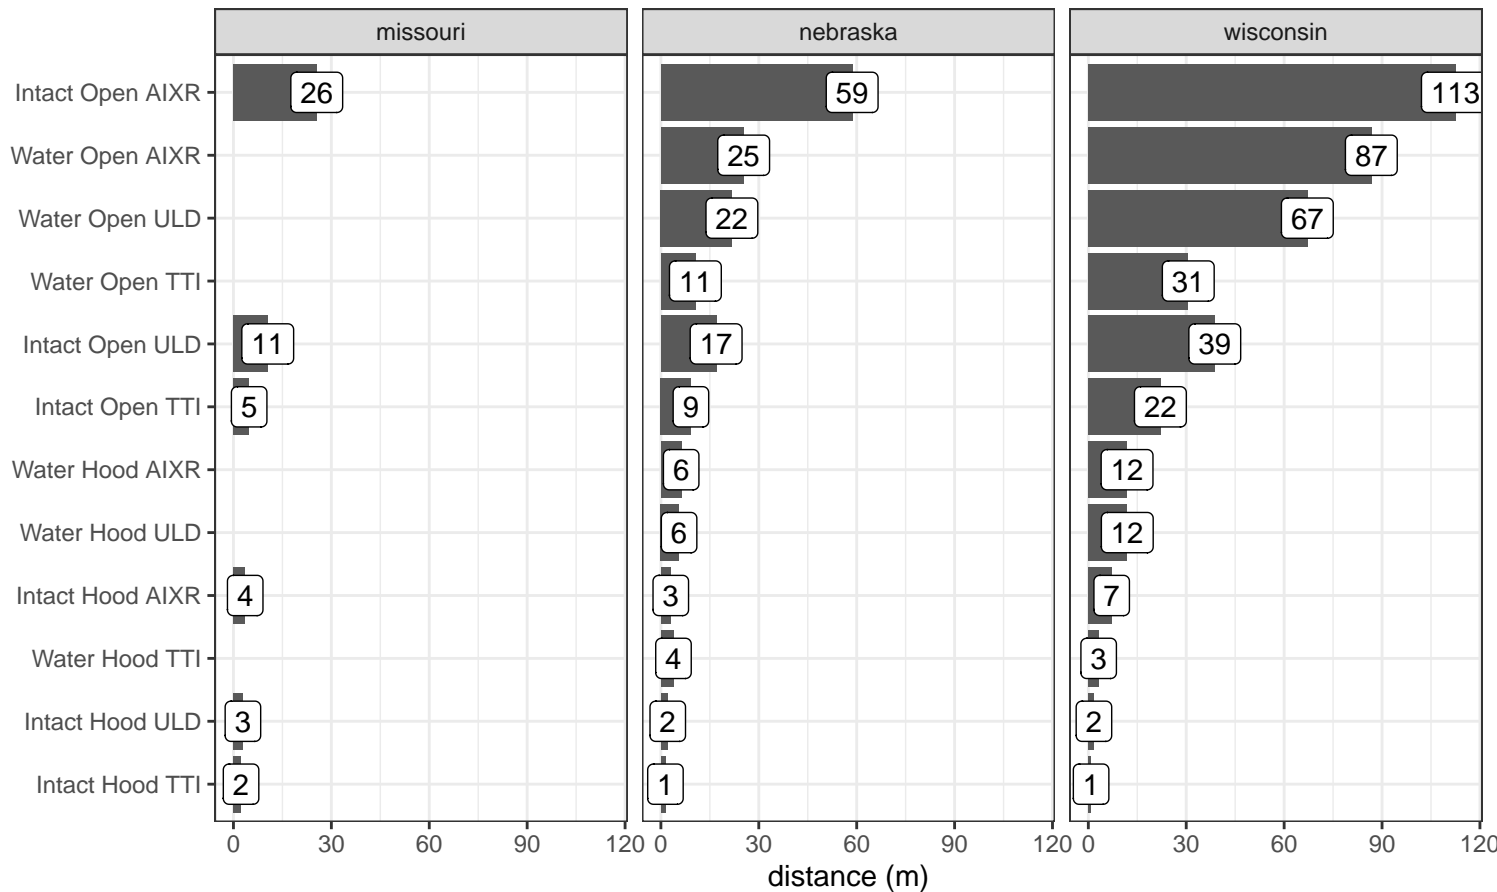 missouri nebraska wisconsin
Intact Open AIXR 26 59 113
Water Open AIXR 25 87
Water Open ULD 22 67
Water Open TTI 11 31
Intact Open ULD 11 17 39
Intact Open TTI 5 9 22
Water Hood AIXR 6 12
Water Hood ULD 6 12
Intact Hood AIXR 4 3 7
Water Hood TTI 4 3
Intact Hood ULD 3 2 2
Intact Hood TTI 2 1 1
0 30 60 90 120 0 30 60 90 120 0 30 60 90 120
distance (m)